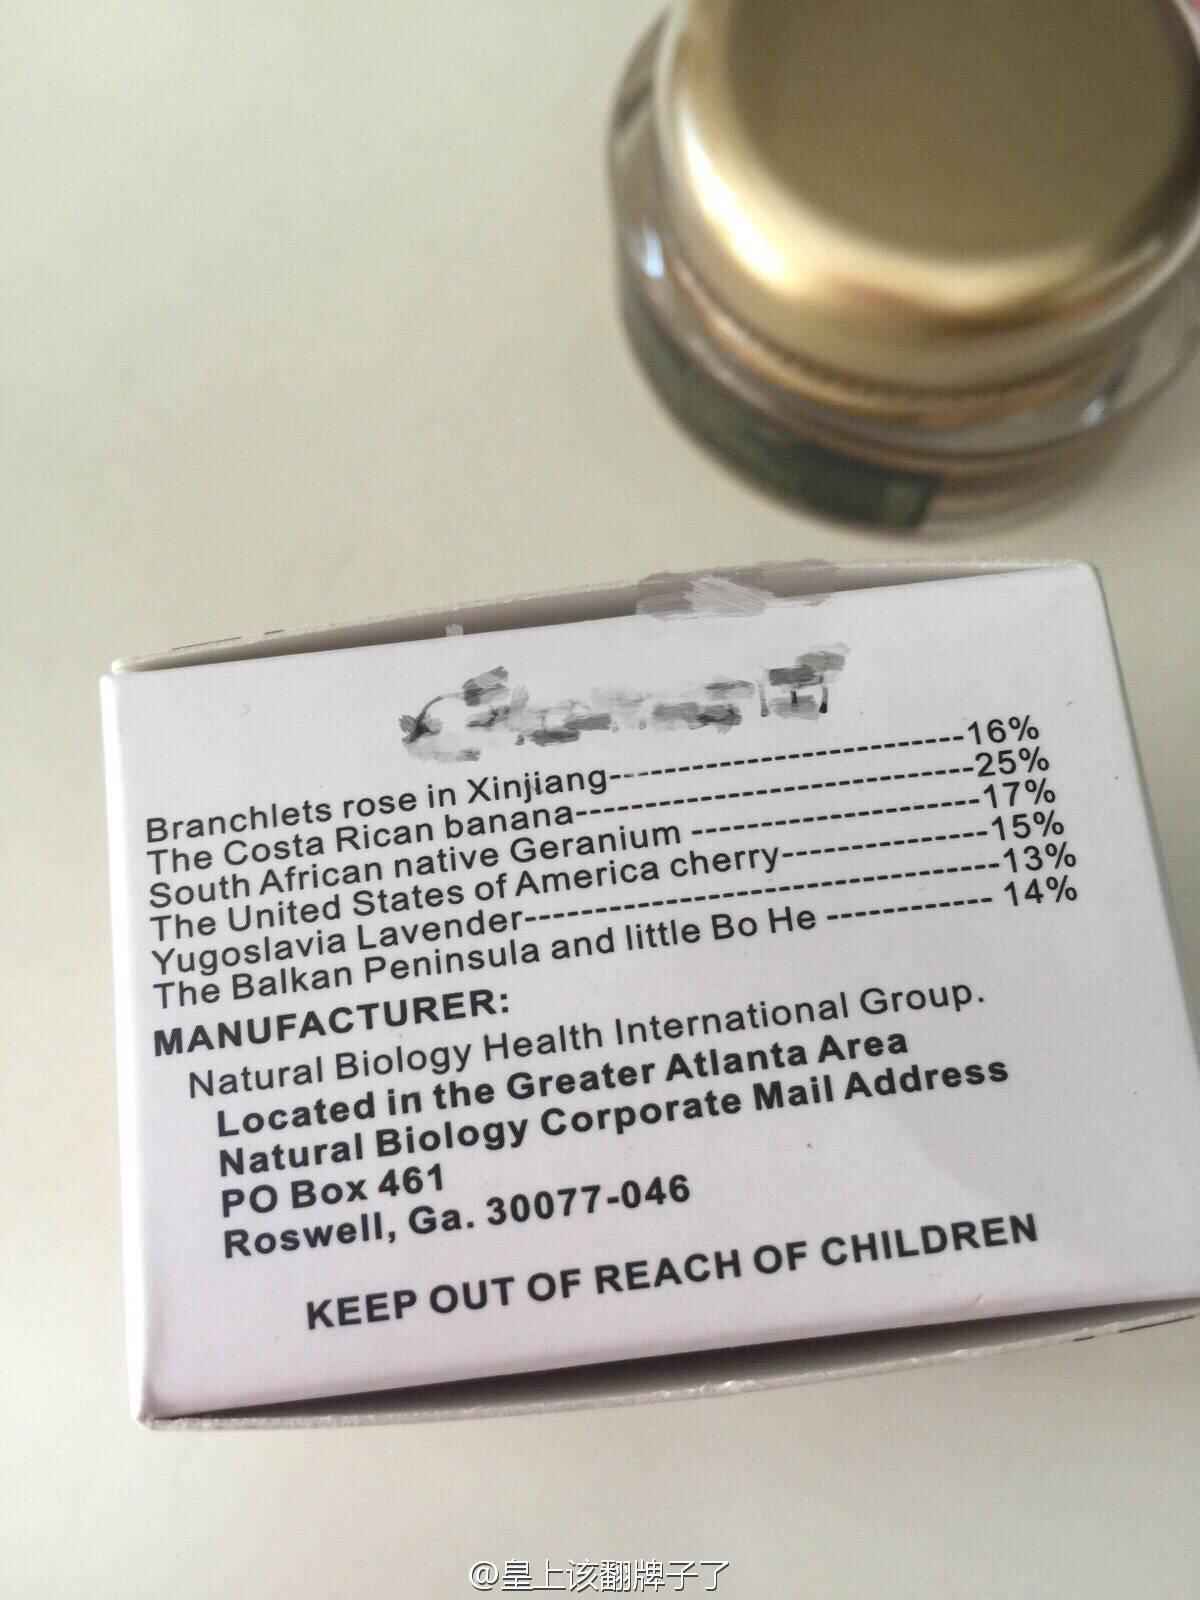 Branchlets rose in Xinjiang-----------------------------16%
The Costa Rican banana--------------------------------25%
South African native Geranium -----------------------17%
The United States of America cherry----------------15%
Yugoslavia Lavender-------------------------------------13%
The Balkan Peninsula and little Bo He ------------- 14%
MANUFACTURER:
Natural Biology Health International Group.
Located in the Greater Atlanta Area
Natural Biology Corporate Mail Address
PO Box 461
Roswell, Ga. 30077-046
KEEP OUT OF REACH OF CHILDREN
@皇上该翻牌子了